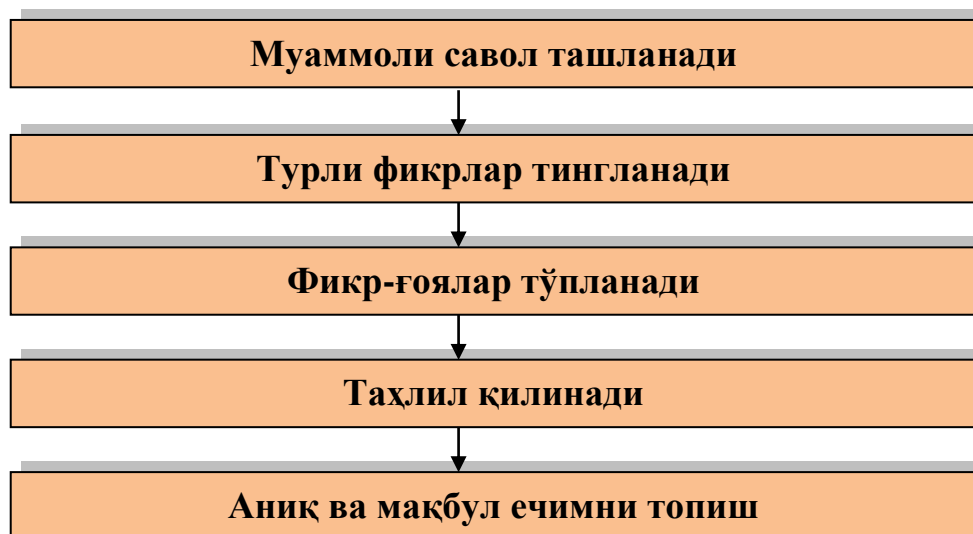 Муаммоли савол ташланади
Турли фикрлар тингланади
Фикр-ғоялар тўпланади
Таҳлил қилинади
Аниқ ва мақбул ечимни топиш